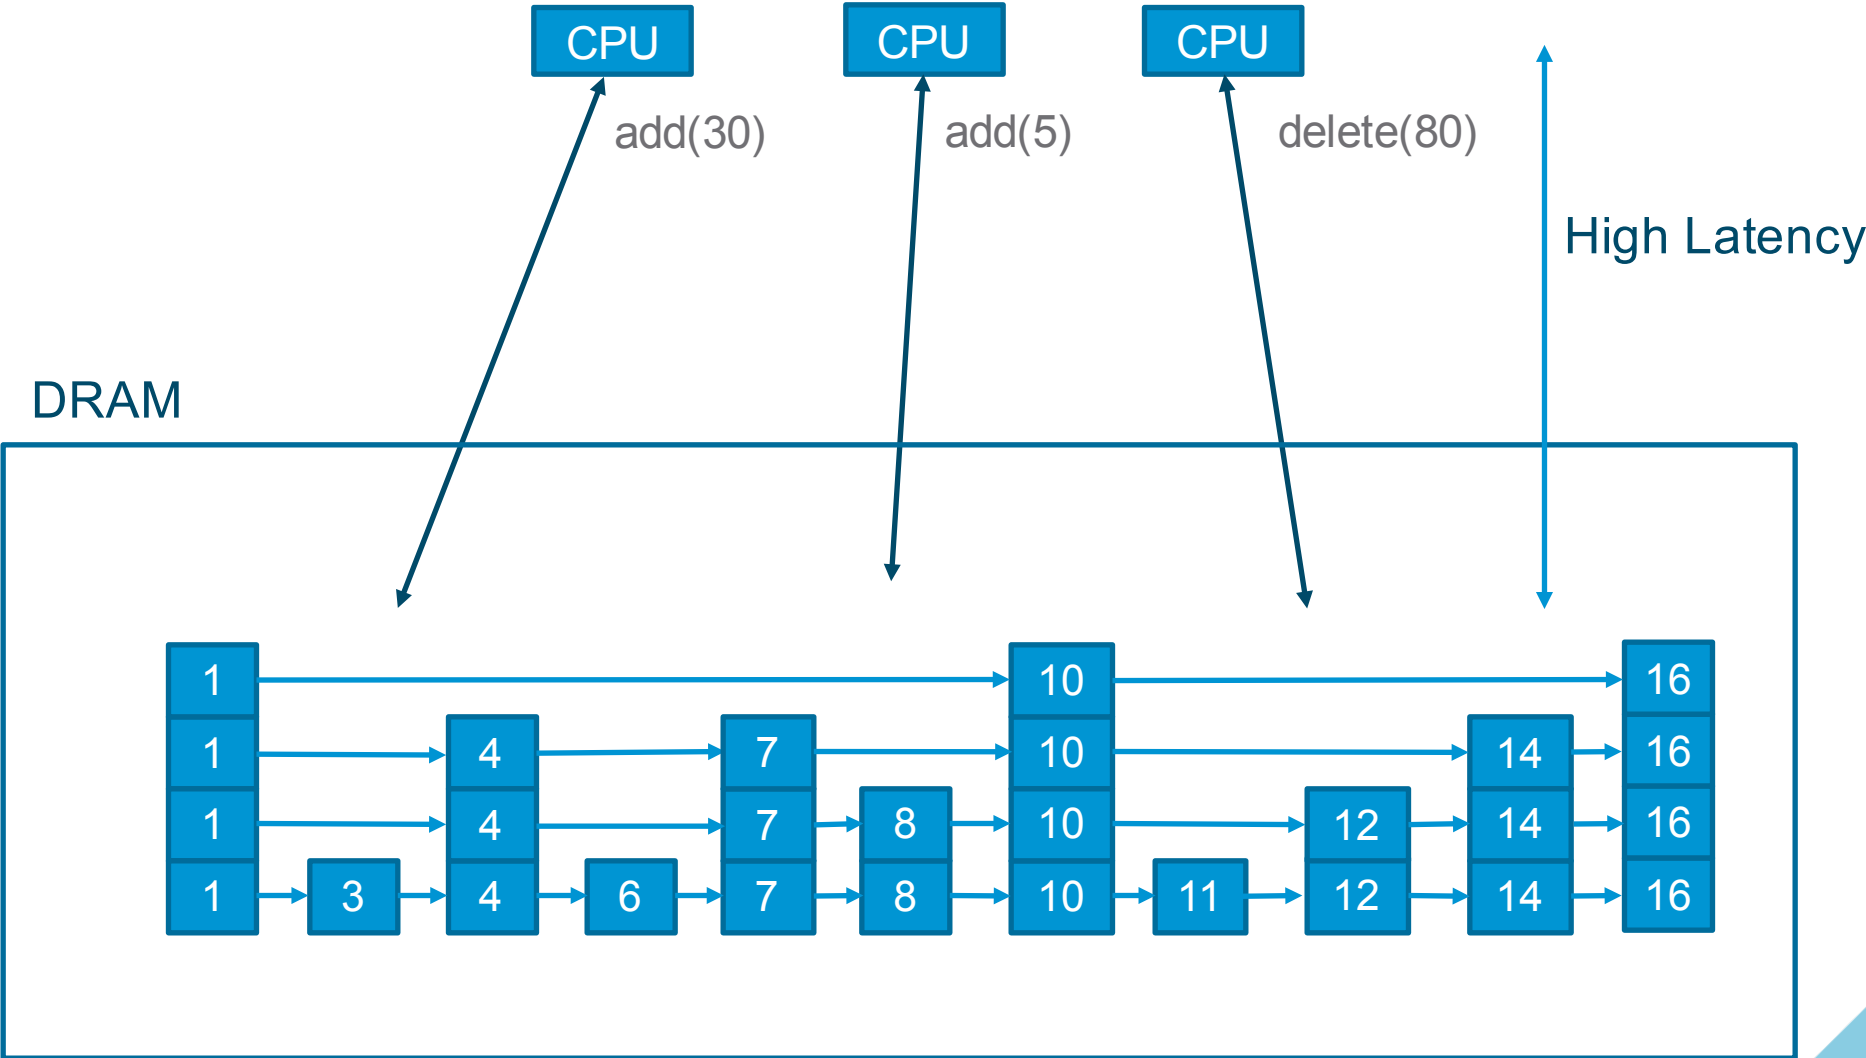 CPU CPU CPU
add(30) add(5) delete(80)
High Latency
DRAM
1 10 16
1 4 7 10 14 16
1 4 7 8 10 12 14 16
1 3 4 6 7 8 10 11 12 14 16